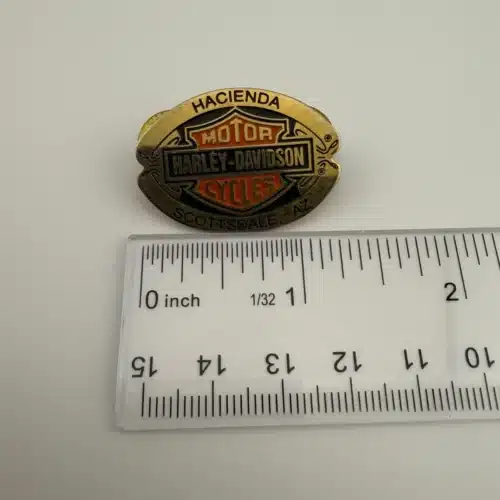 HACIENDA
MOTOR
HARLEY-DAVIDSON
CYCLES
SCOTTSDALE AZ
0 inch 1/32 1 2
15 14 13 12 11 10